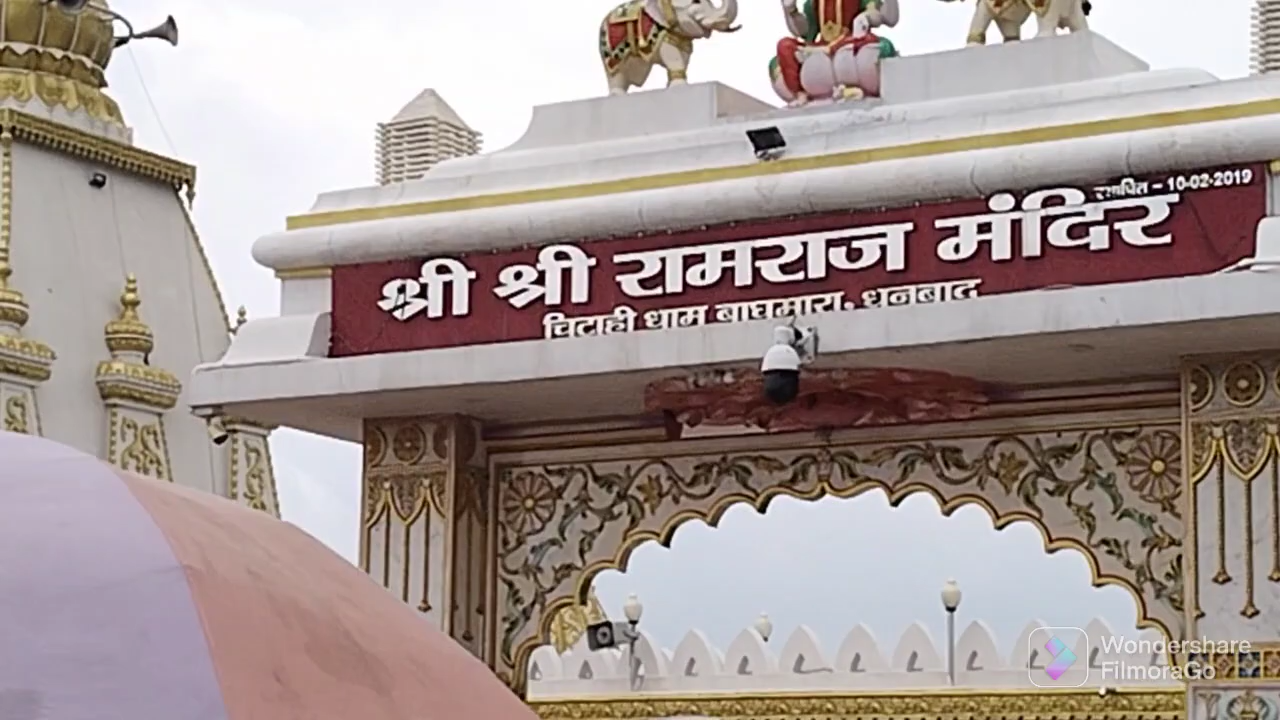 स्थापित - 10-02-2019
श्री श्री रामराज मंदिर
चिटाही धाम बाघमारा, धनबाद
Wondershare
FilmoraGo